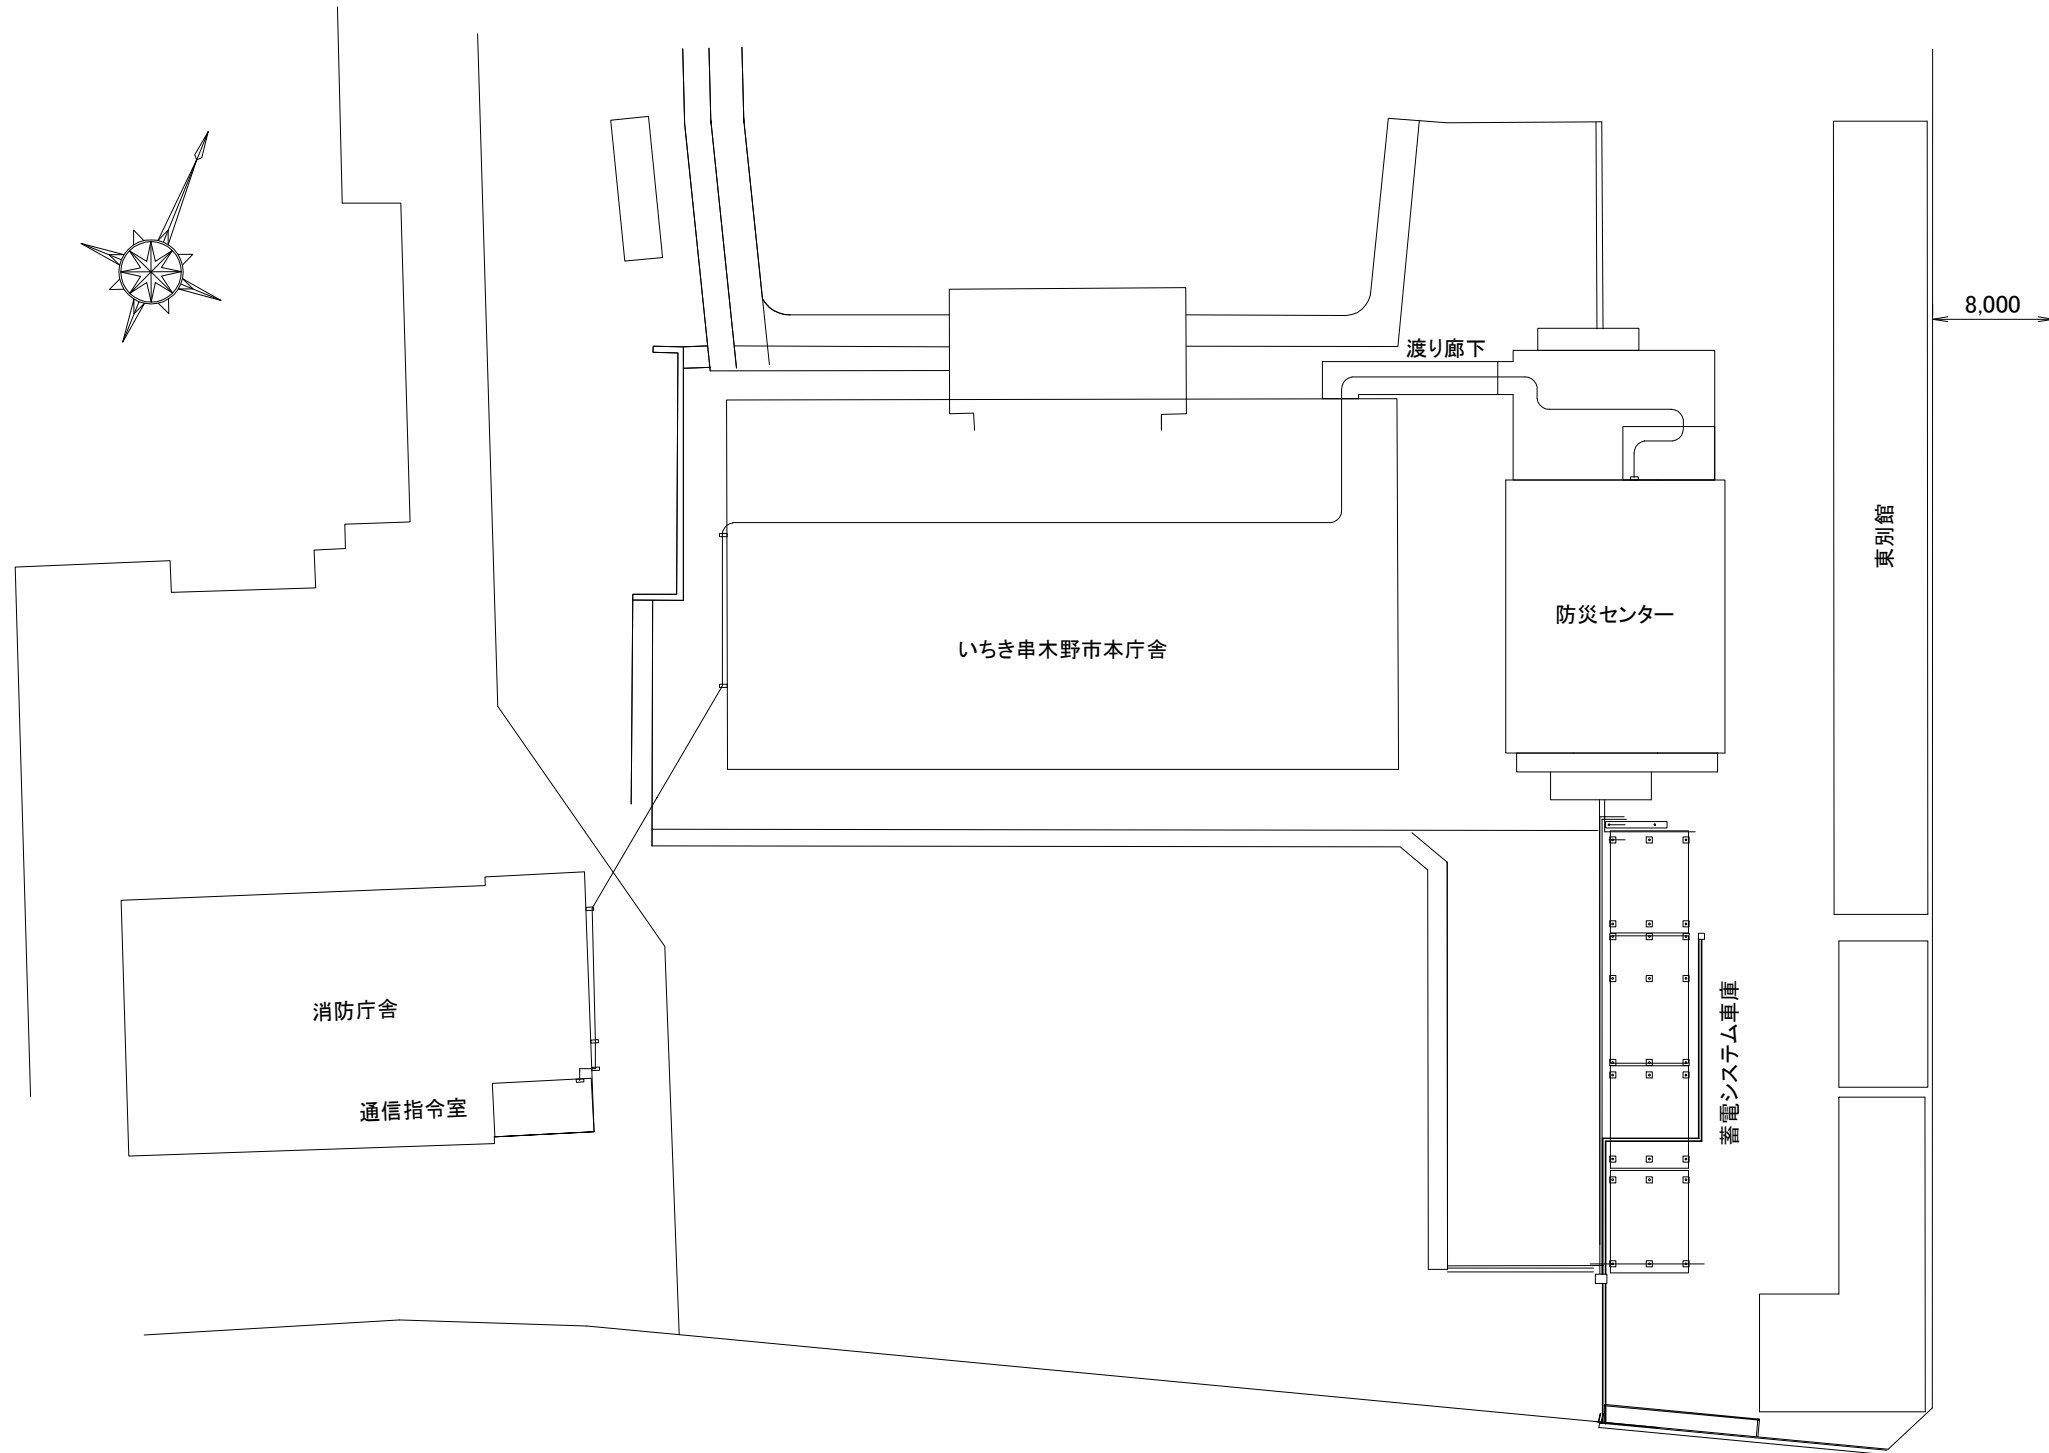 8,000
渡り廊下
東別館
防災センター
いちき串木野市本庁舎
蓄電システム車庫
消防庁舎
通信指令室